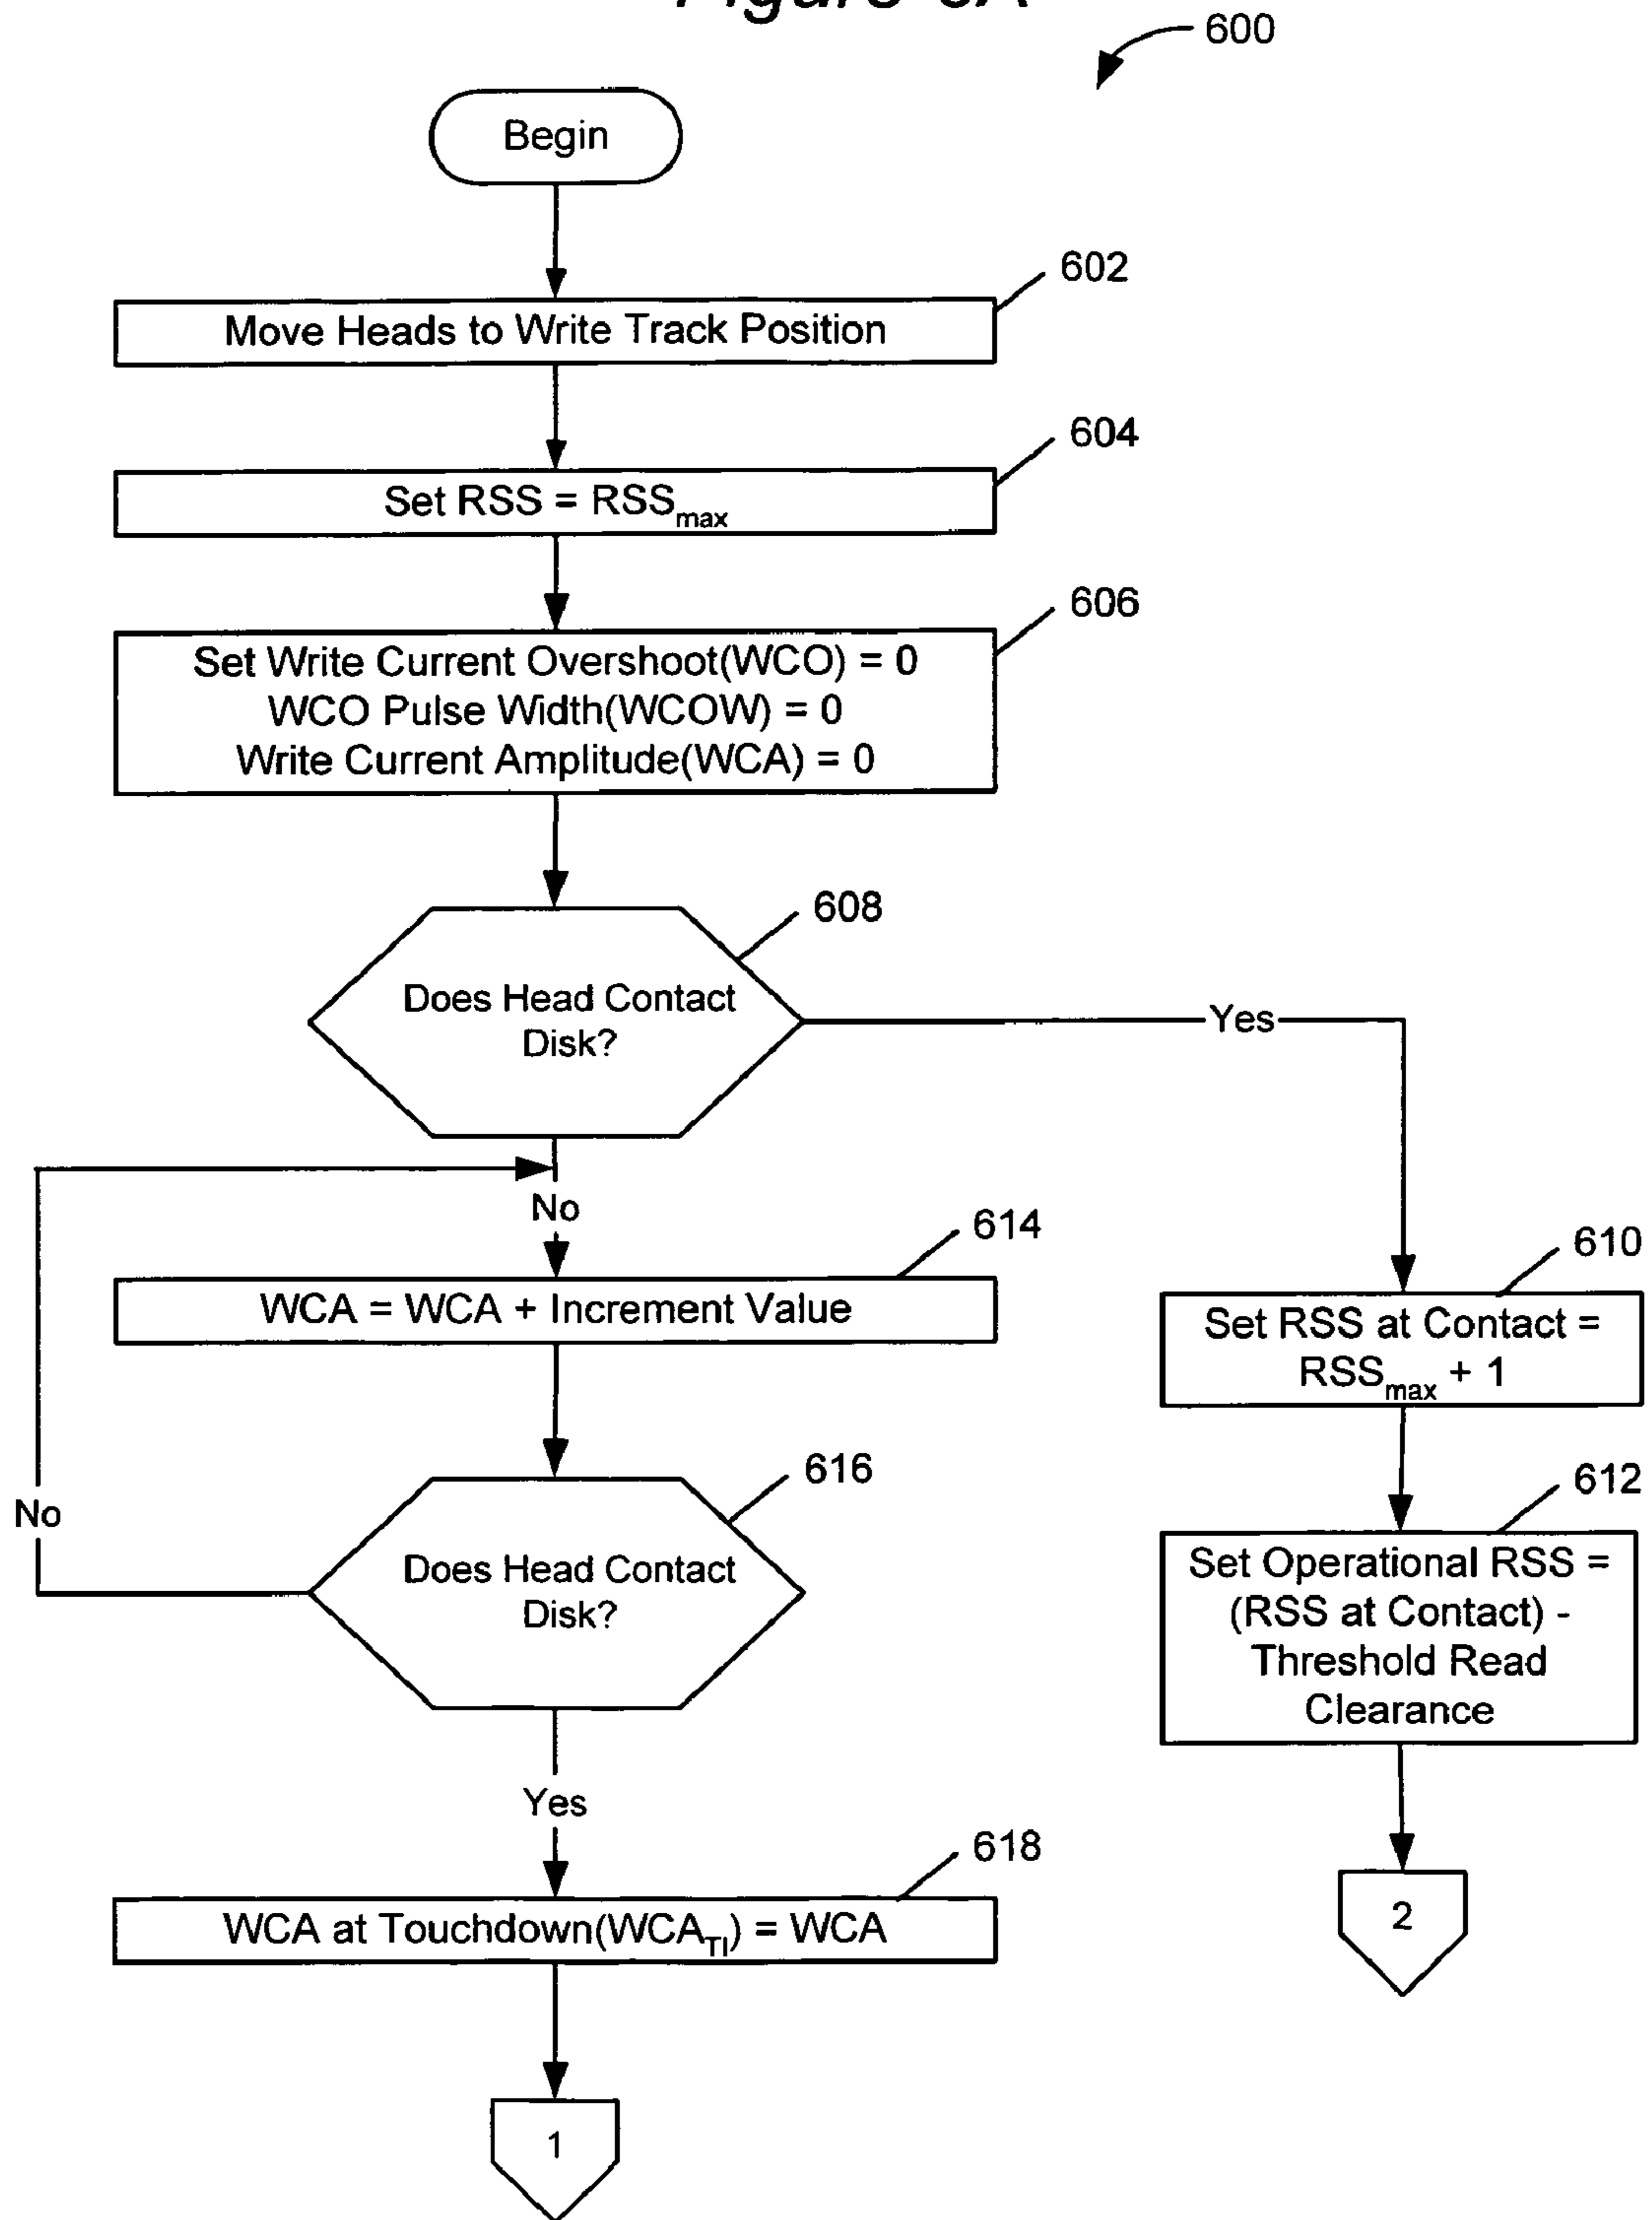 600
Begin
602
Move Heads to Write Track Position
604
Set RSS = RSSmax
606
Set Write Current Overshoot(WCO) = 0
WCO Pulse Width(WCOW) = 0
Write Current Amplitude(WCA) = 0
608
Does Head Contact
Disk?
Yes
No
614
WCA = WCA + Increment Value
610
Set RSS at Contact =
RSSmax + 1
616
Does Head Contact
Disk?
No
612
Set Operational RSS =
(RSS at Contact) -
Threshold Read
Clearance
Yes
618
WCA at Touchdown(WCATI) = WCA
2
1